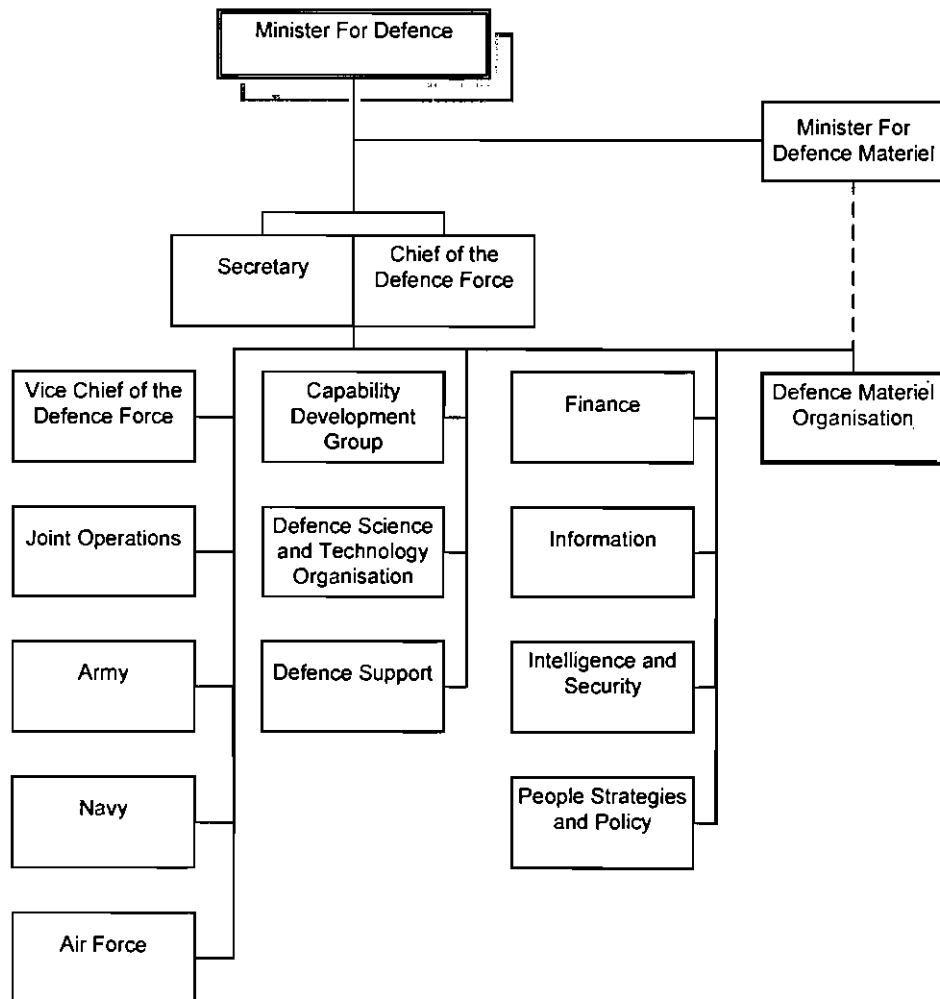 Minister For Defence
Minister For
Defence Materiel
Secretary
Chief of the
Defence Force
Vice Chief of the
Defence Force
Capability
Development
Group
Finance
Defence Materiel
Organisation
Joint Operations
Defence Science
and Technology
Organisation
Information
Army
Defence Support
Intelligence and
Security
Navy
People Strategies
and Policy
Air Force